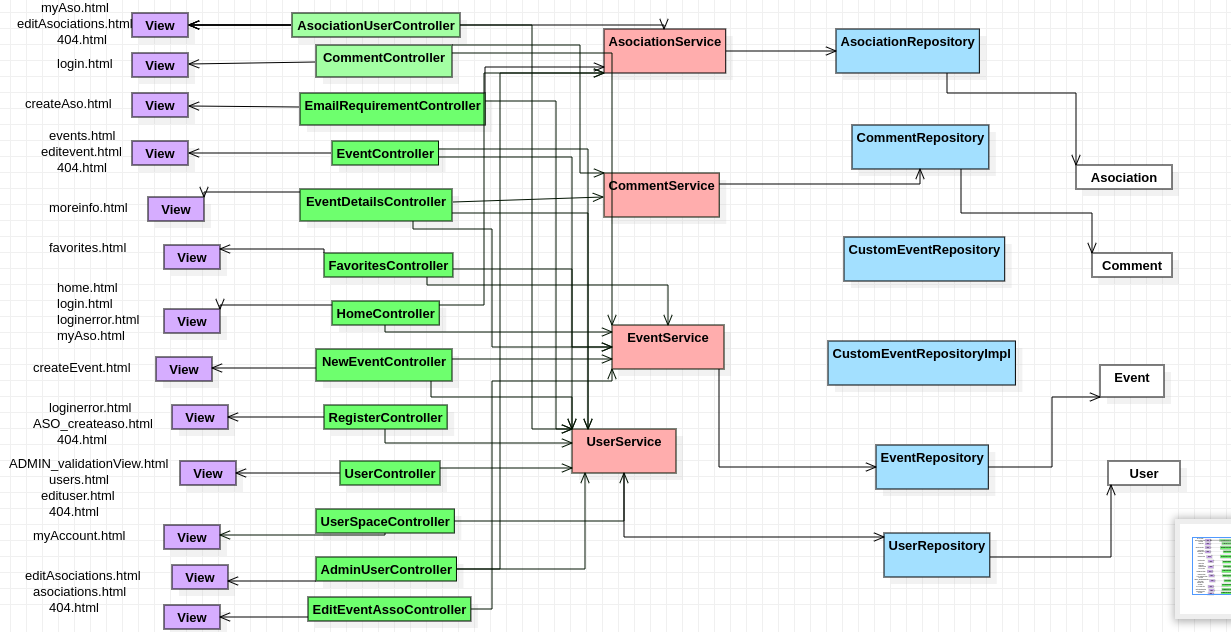 myAso.html
editAsociations.html
404.html
View
AsociationUserController
AsociationService
AsociationRepository
login.html
View
CommentController
createAso.html
View
EmailRequirementController
events.html
editevent.html
404.html
View
EventController
CommentRepository
Asociation
moreinfo.html
View
EventDetailsController
CommentService
favorites.html
View
FavoritesController
CustomEventRepository
Comment
home.html
login.html
loginerror.html
myAso.html
View
HomeController
EventService
createEvent.html
View
NewEventController
CustomEventRepositoryImpl
Event
loginerror.html
ASO_createaso.html
404.html
View
RegisterController
UserService
EventRepository
User
ADMIN_validationView.html
users.html
edituser.html
404.html
View
UserController
myAccount.html
View
UserSpaceController
UserRepository
editAsociations.html
asociations.html
404.html
View
AdminUserController
View
EditEventAssoController